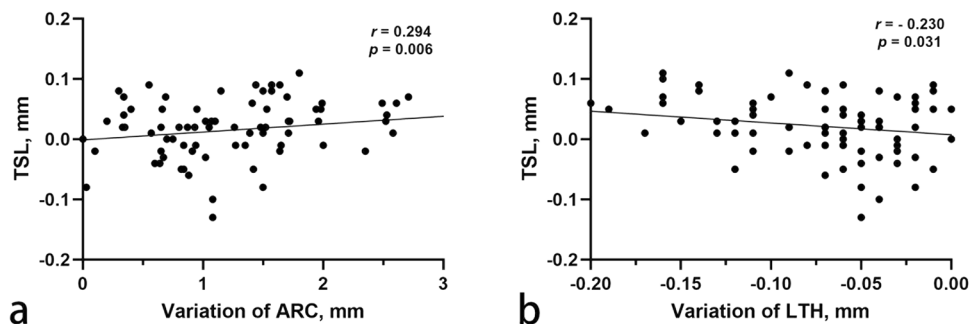 0.2
r = 0.294
p = 0.006
0.1
TSL, mm
0.0
-0.1
-0.2
0
1
2
3
Variation of ARC, mm
a
0.2
r = - 0.230
p = 0.031
0.1
TSL, mm
0.0
-0.1
-0.2
-0.20
-0.15
-0.10
-0.05
0.00
Variation of LTH, mm
b